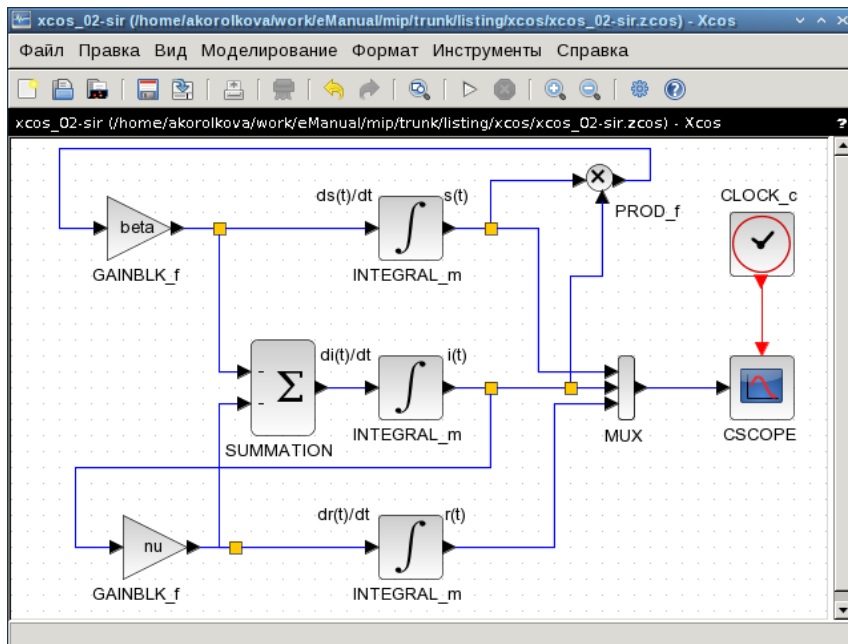 xcos_02-sir (/home/akorolkova/work/eManual/mip/trunk/listing/xcos/xcos_02-sir.zcos) - Xcos
Файл Правка Вид Моделирование Формат Инструменты Справка
xcos_02-sir (/home/akorolkova/work/eManual/mip/trunk/listing/xcos/xcos_02-sir.zcos) - Xcos ?
ds(t)/dt s(t)
PROD_f
CLOCK_c
beta
GAINBLK_f
INTEGRAL_m
di(t)/dt i(t)
- 
Σ
-
SUMMATION
INTEGRAL_m
MUX
CSCOPE
dr(t)/dt r(t)
nu
GAINBLK_f
INTEGRAL_m